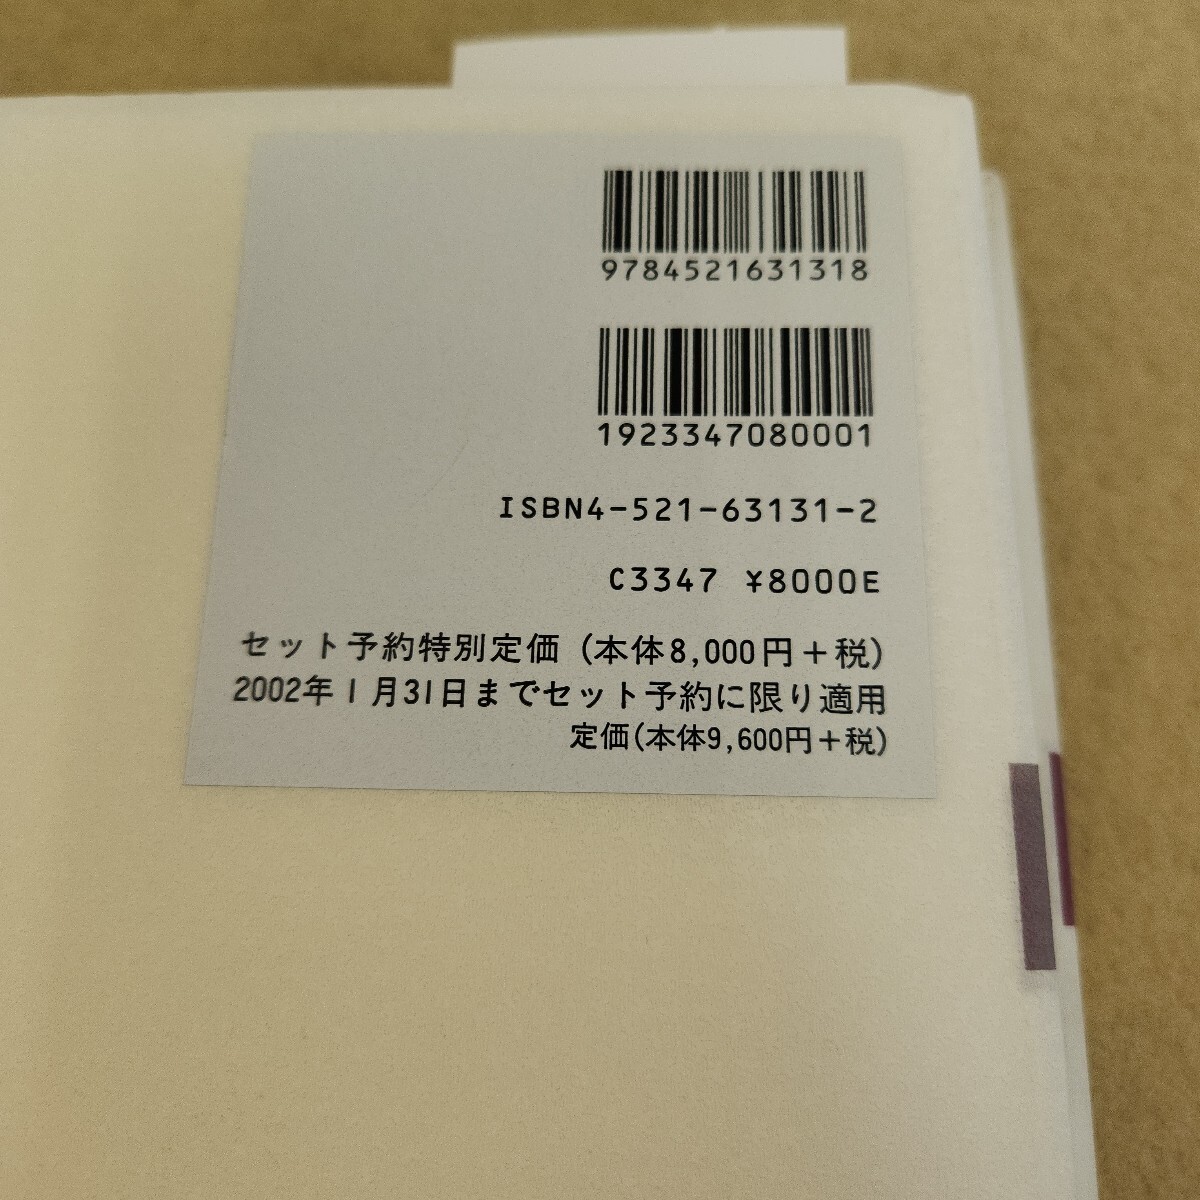 9784521631318
1923347080001
ISBN4-521-63131-2
C3347 ¥8000E
セット予約特別定価 (本体8,000円+税)
2002年1月31日までセット予約に限り適用
定価(本体9,600円+税)